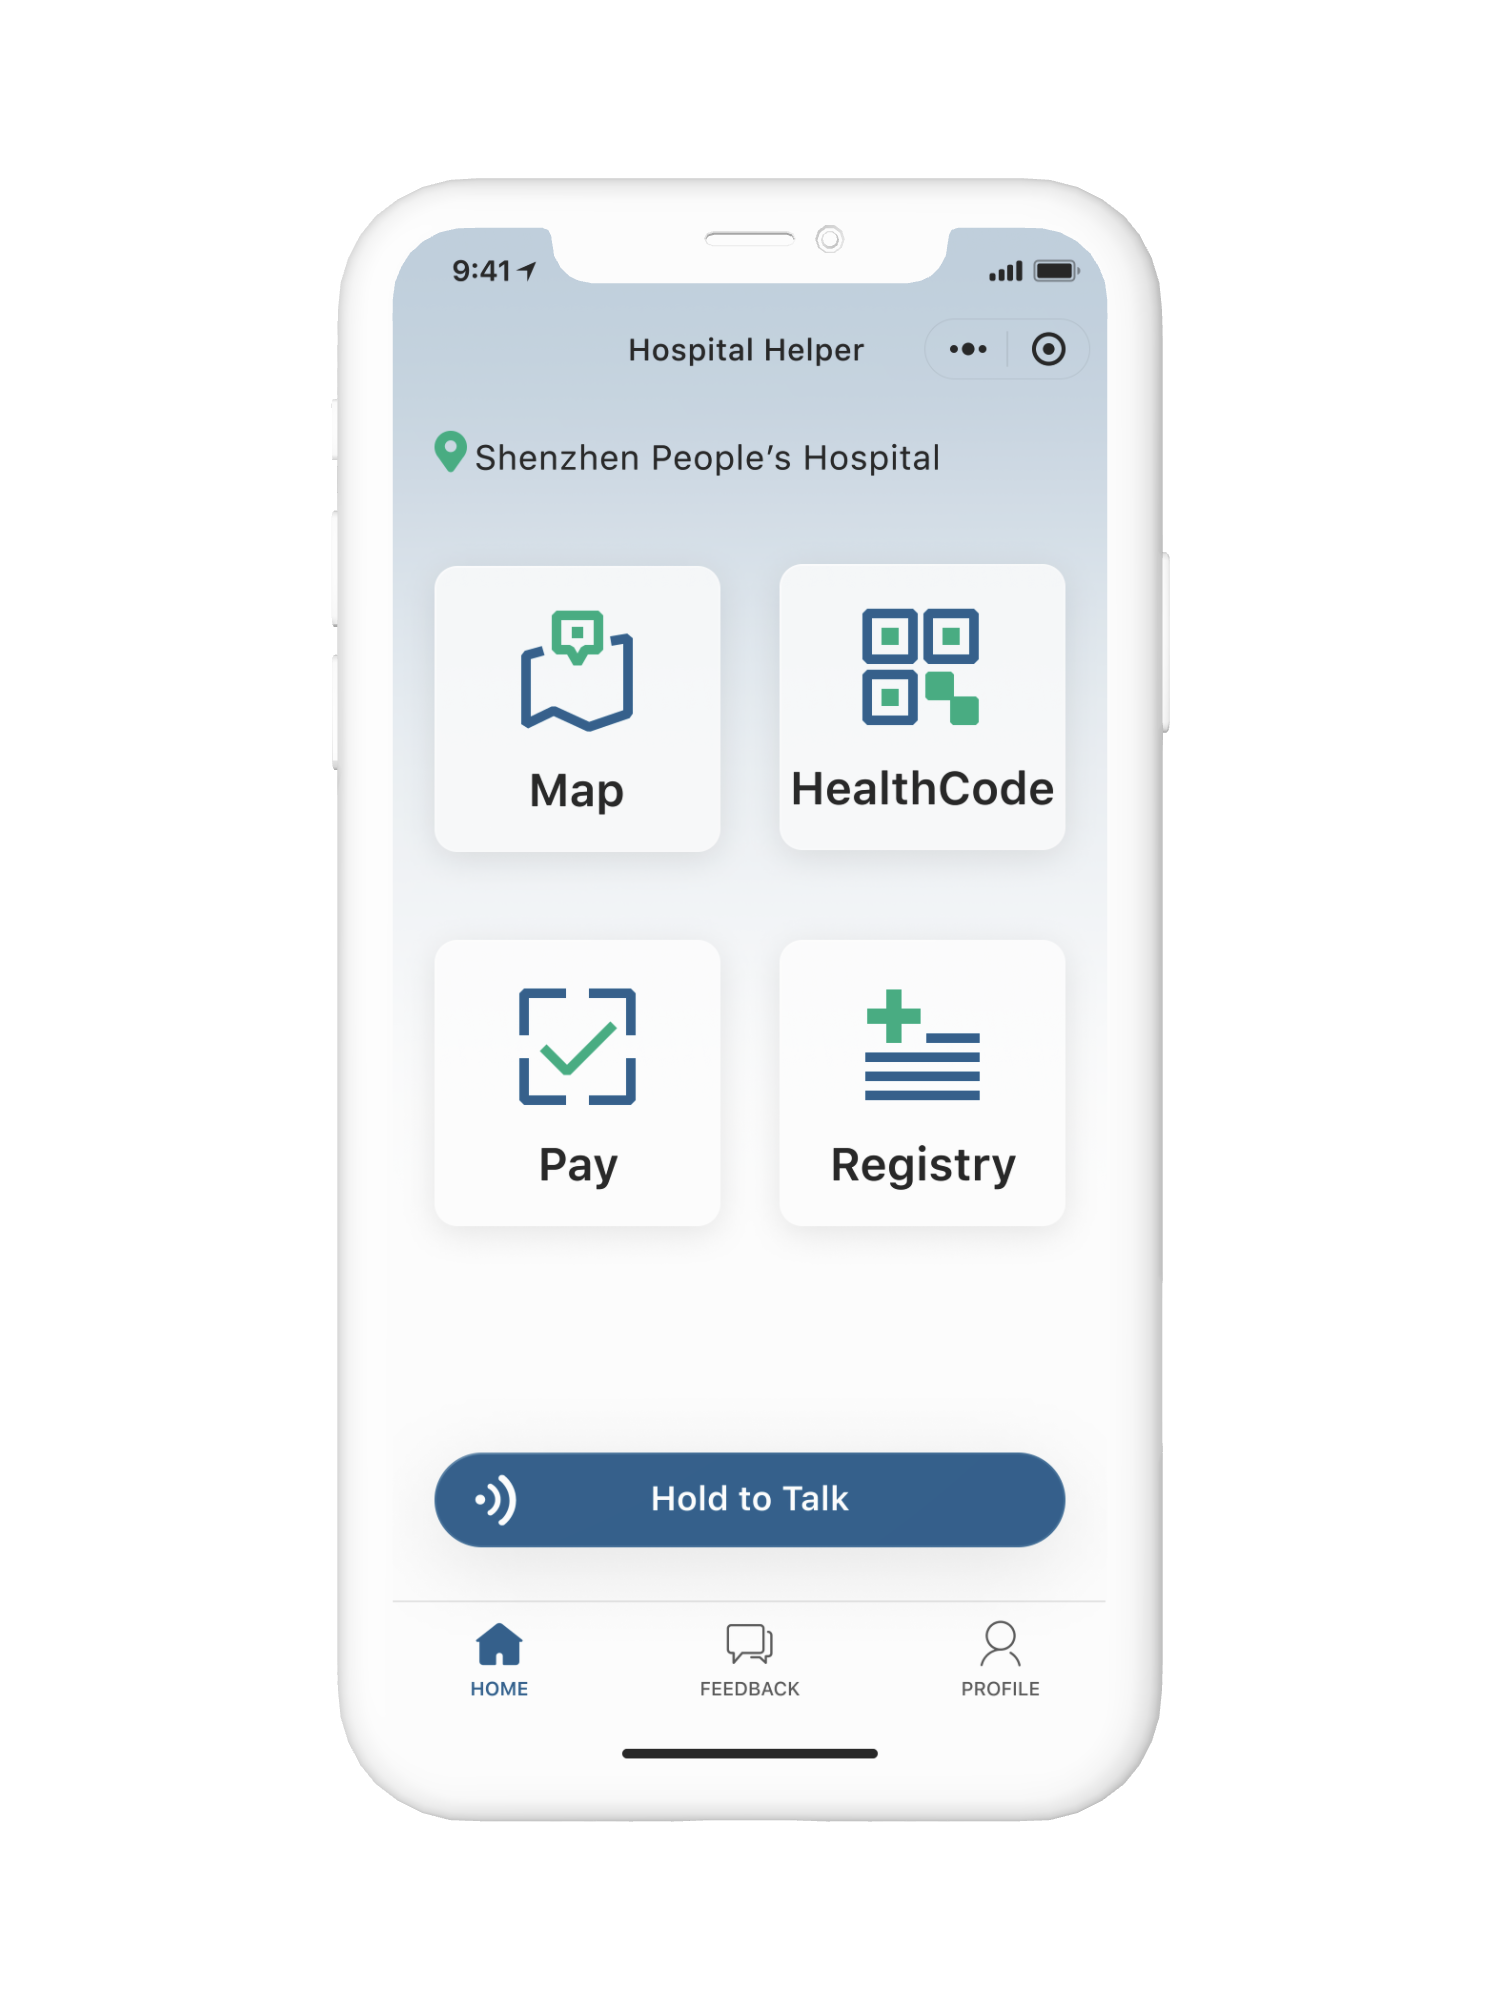 9:41
Hospital Helper
Shenzhen People’s Hospital
Map
HealthCode
Pay
Registry
Hold to Talk
HOME
FEEDBACK
PROFILE